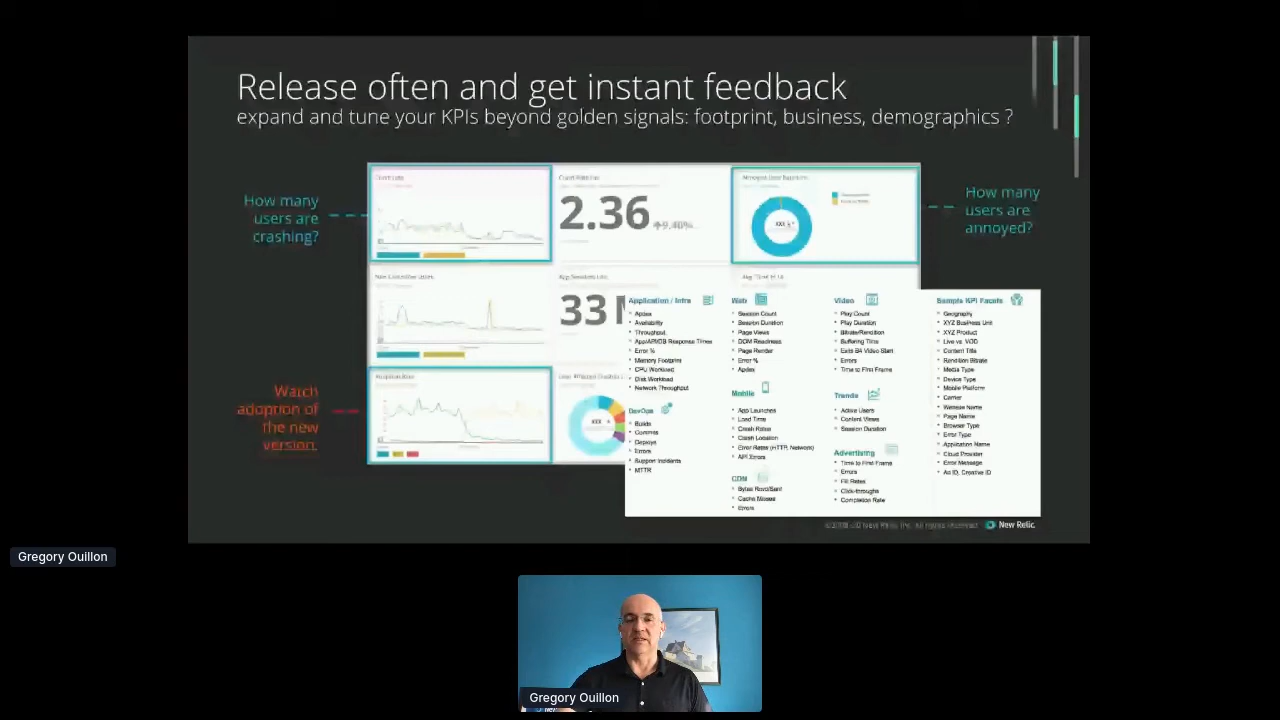 Release often and get instant feedback
expand and tune your KPIs beyond golden signals: footprint, business, demographics ?
How many
users are
crashing?
2.36
How many
users are
annoyed?
33
Watch
adoption of
the new
version.
Application / Infra
Apdex
Availability
Throughput
App/APM/DB Response Times
Error %
Memory Footprint
CPU Workload
Disk Workload
Network Throughput
DevOps
Builds
Commits
Deploys
Errors
Support Incidents
MTTR
Web
Session Count
Session Duration
Page Views
DOM Readiness
Page Render
Error %
Apdex
Mobile
App Launches
Load Time
Crash Rates
Crash Location
Error Rates (HTTP, Network)
API Errors
CDN
Bytes Rcvd/Sent
Cache Misses
Errors
Video
Play Count
Play Duration
Bitrate/Rendition
Buffering Time
Exits B4 Video Start
Errors
Time to First Frame
Trends
Active Users
Content Views
Session Duration
Advertising
Time to First Frame
Errors
Fill Rates
Click-throughs
Completion Rate
Sample KPI Facets
Geography
XYZ Business Unit
XYZ Product
Live vs. VOD
Content Title
Rendition Bitrate
Media Type
Device Type
Mobile Platform
Carrier
Website Name
Page Name
Browser Type
Error Type
Application Name
Cloud Provider
Error Message
Ad ID, Creative ID
New Relic.
Gregory Ouillon
Gregory Ouillon